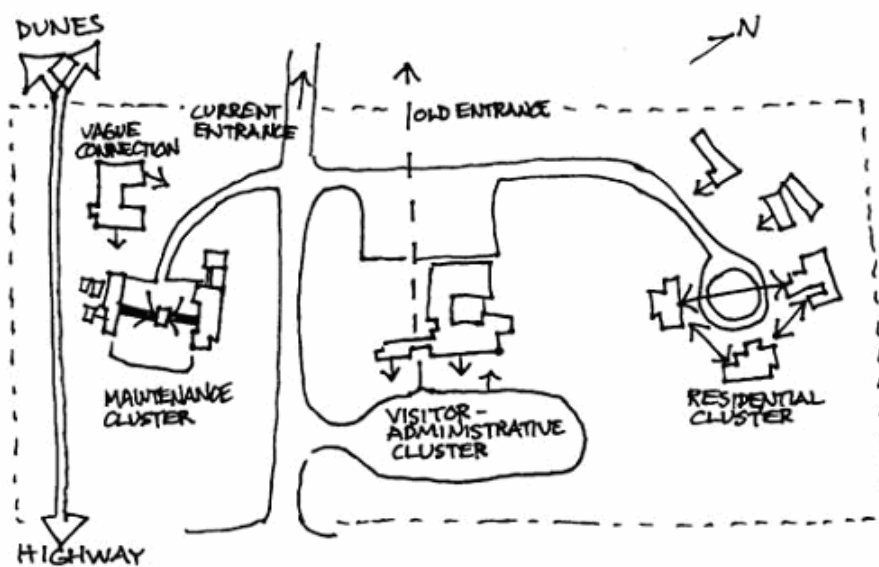 DUNES
N
CURRENT
ENTRANCE
OLD ENTRANCE
VAGUE
CONNECTION
MAINTENANCE
CLUSTER
VISITOR-
ADMINISTRATIVE
CLUSTER
RESIDENTIAL
CLUSTER
HIGHWAY